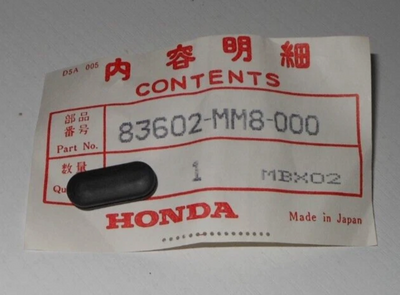 DSA 005
内容明細
CONTENTS
部品
番号
Part No.
83602-MM8-000
数量
1
MBX02
HONDA
Made in Japan